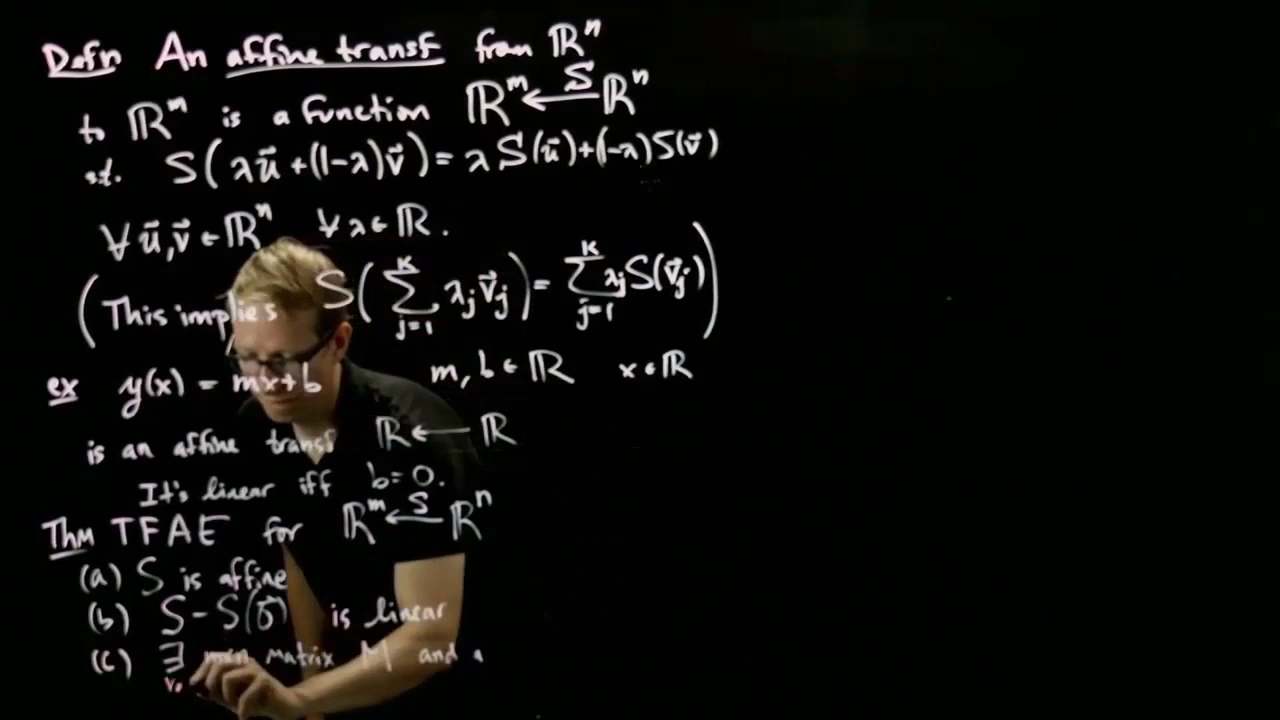 Defn An affine transf from ℝⁿ
to ℝᵐ is a function ℝᵐ ←S ℝⁿ
s.t. S(λu⃗+(1-λ)v⃗) = λS(u⃗)+(1-λ)S(v⃗)
∀ u⃗,v⃗ ∈ ℝⁿ ∀ λ ∈ ℝ.
(This implies S(∑_{j=1}^{k} λ_j v⃗_j) = ∑_{j=1}^{k} λ_j S(v⃗_j))
ex y(x) = mx+b m, b ∈ ℝ x ∈ ℝ
is an affine transf ℝ ← ℝ
It's linear iff b=0.
Thm TFAE for ℝᵐ ←S ℝⁿ
(a) S is affine
(b) S - S(0⃗) is linear
(c) ∃ m×n matrix M and a